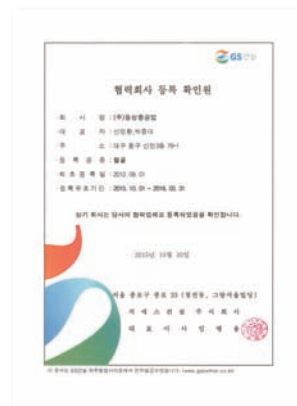 GS건설
협력회사 등록 확인원
·회 사 명 : (주)동성중공업
·대 표 자 : 신정환,박종대
·주 소 : 대구 동구 신천3동 79-1
·등 록 공 종 : 철골
·최 초 등 록 일 : 2012. 09. 01
·등록유효기간 : 2015. 10. 01 ~ 2016. 03. 31
상기 회사는 당사의 협력업체로 등록되었음을 확인합니다.
2015년 10월 30일
서울 종로구 종로 33 (청진동, 그랑서울빌딩)
지에스건설 주식회사
대표이사 임병용